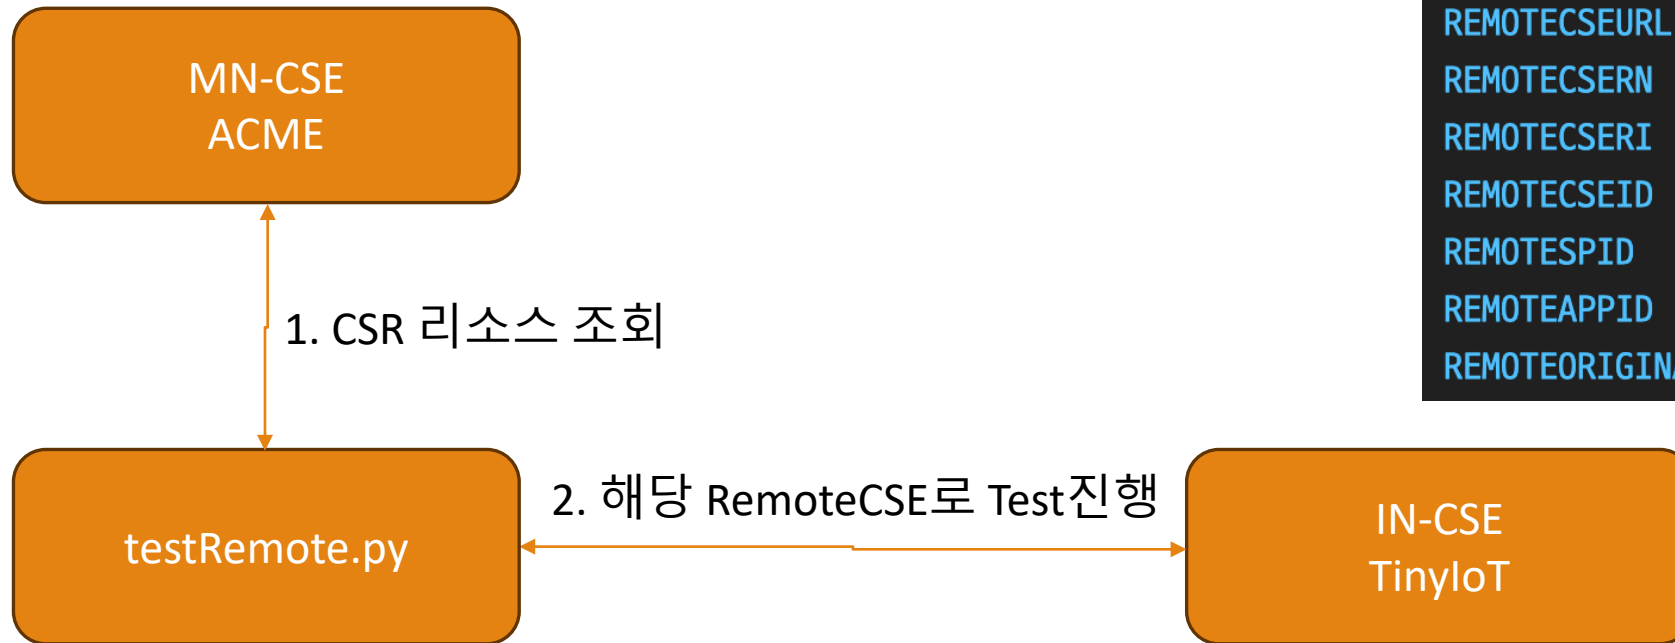 MN-CSE
ACME
1. CSR 리소스 조회
testRemote.py
2. 해당 RemoteCSE로 Test진행
IN-CSE
TinyIoT
REMOTECSEURL
REMOTECSERN
REMOTECSERI
REMOTECSEID
REMOTESPID
REMOTEAPPID